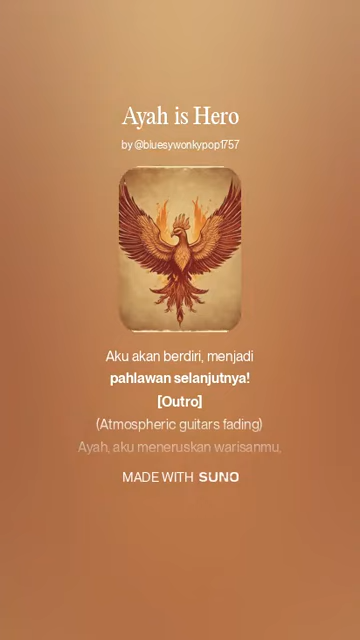 Ayah is Hero
by @bluesywonkypop1757
Aku akan berdiri, menjadi
pahlawan selanjutnya!
[Outro]
(Atmospheric guitars fading)
Ayah, aku meneruskan warisanmu,
MADE WITH SUNO